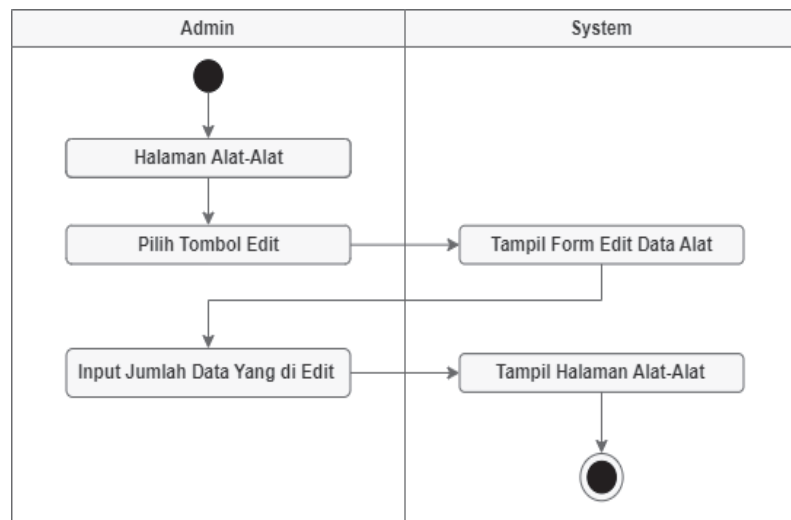 Admin
System
Halaman Alat-Alat
Pilih Tombol Edit
Tampil Form Edit Data Alat
Input Jumlah Data Yang di Edit
Tampil Halaman Alat-Alat